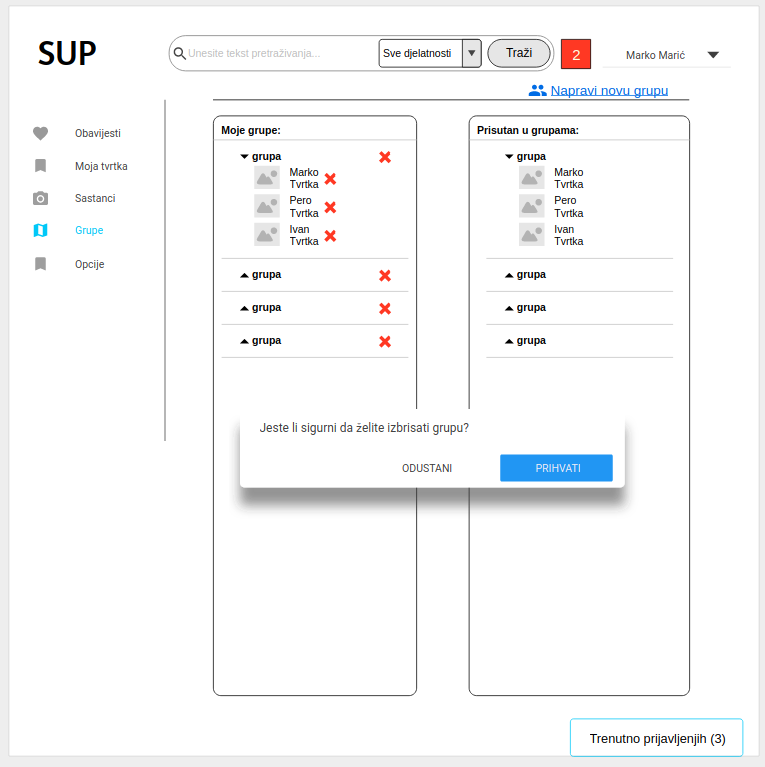 SUP
Unesite tekst pretraživanja...
Sve djelatnosti
Traži
2
Marko Marić
Napravi novu grupu
Obavijesti
Moja tvrtka
Sastanci
Grupe
Opcije
Moje grupe:
grupa
Marko
Tvrtka
Pero
Tvrtka
Ivan
Tvrtka
grupa
grupa
grupa
Prisutan u grupama:
grupa
Marko
Tvrtka
Pero
Tvrtka
Ivan
Tvrtka
grupa
grupa
grupa
Jeste li sigurni da želite izbrisati grupu?
ODUSTANI
PRIHVATI
Trenutno prijavljenjih (3)